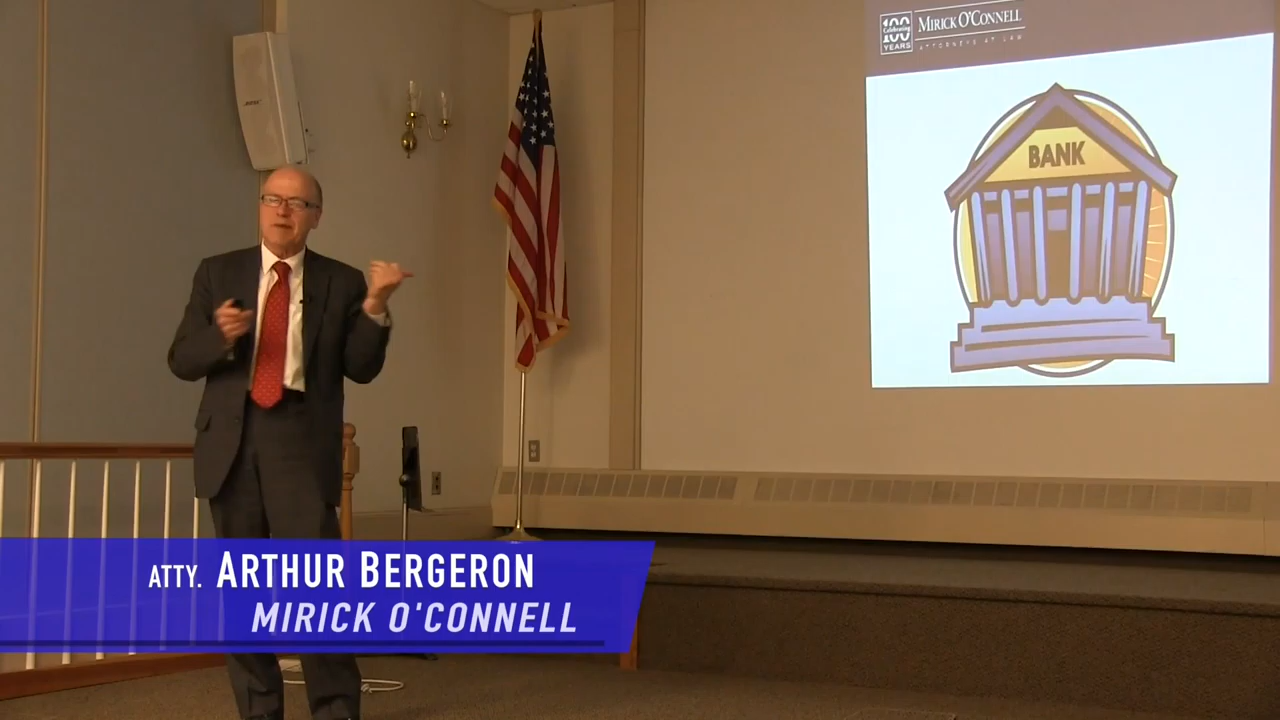 100
Celebrating
YEARS
MIRICK O'CONNELL
ATTORNEYS AT LAW
BANK
ATTY. ARTHUR BERGERON
MIRICK O'CONNELL